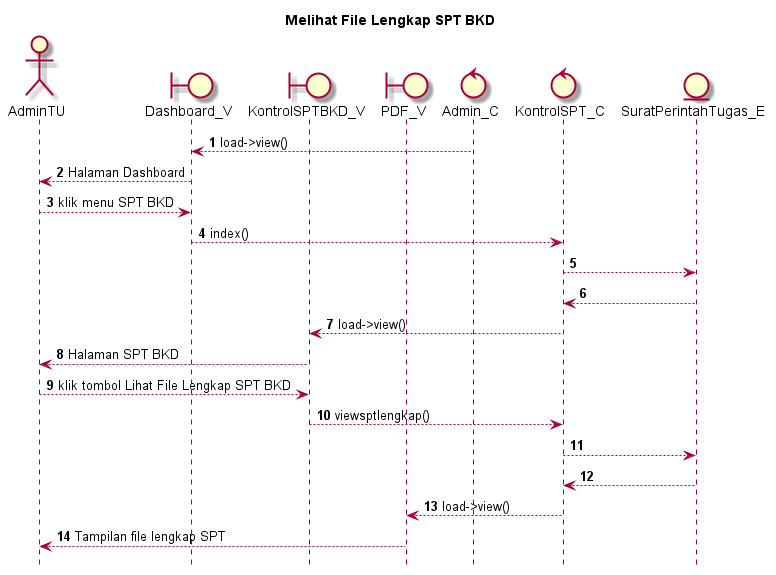 Melihat File Lengkap SPT BKD
AdminTU
Dashboard_V
KontrolSPTBKD_V
PDF_V
Admin_C
KontrolSPT_C
SuratPerintahTugas_E
1 load->view()
2 Halaman Dashboard
3 klik menu SPT BKD
4 index()
5
6
7 load->view()
8 Halaman SPT BKD
9 klik tombol Lihat File Lengkap SPT BKD
10 viewsptlengkap()
11
12
13 load->view()
14 Tampilan file lengkap SPT